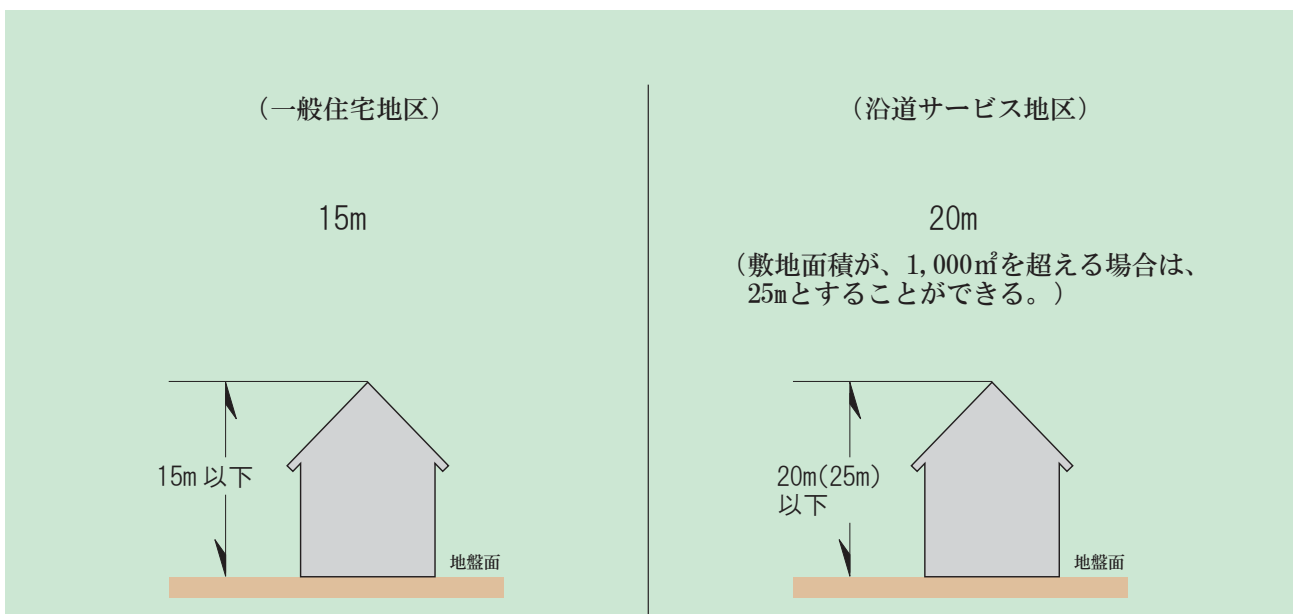 （一般住宅地区）
15m
15m 以下
地盤面
（沿道サービス地区）
20m
（敷地面積が、1,000㎡を超える場合は、
25mとすることができる。）
20m(25m)
以下
地盤面